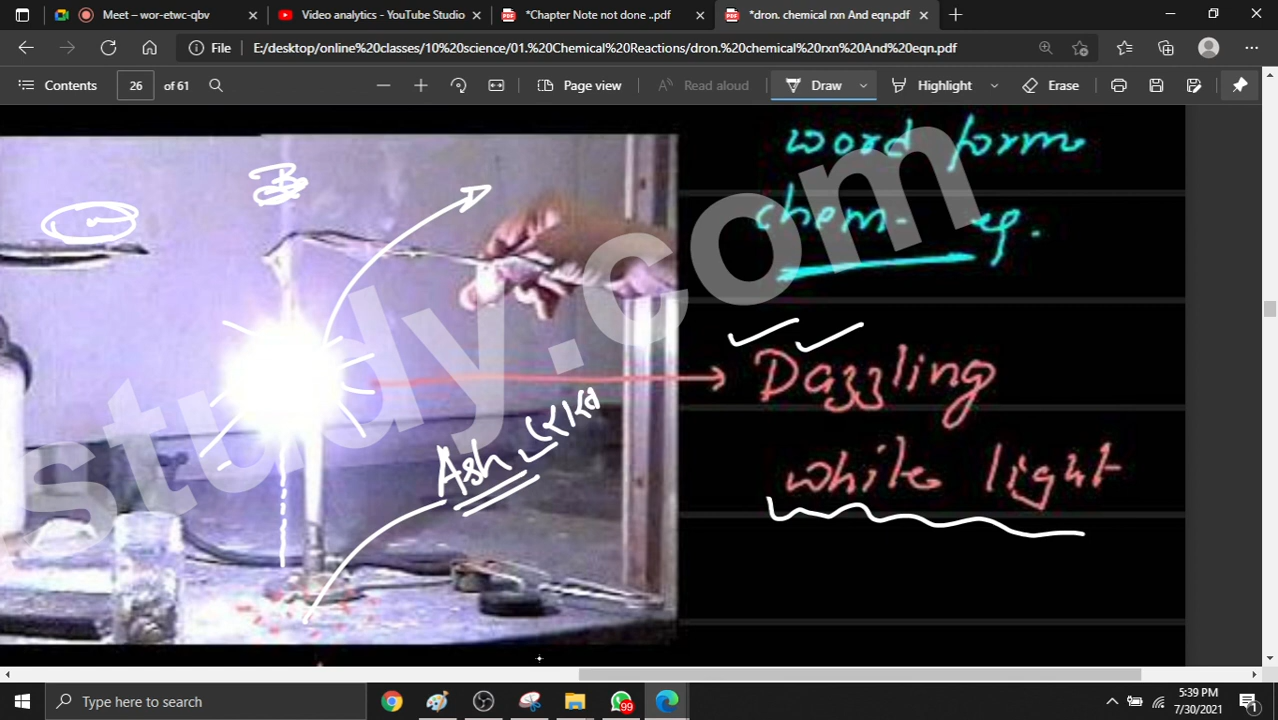 Meet – wor-etwc-qbv
Video analytics - YouTube Studio
*Chapter Note not done ..pdf
*dron. chemical rxn And eqn.pdf
File
E:/desktop/online%20classes/10%20science/01.%20Chemical%20Reactions/dron.%20chemical%20rxn%20And%20eqn.pdf
Contents
26
of 61
Page view
Read aloud
Draw
Highlight
Erase
word form
chem. eq.
Dazzling
white light
Ash
study.com
Type here to search
99
5:39 PM
7/30/2021
1